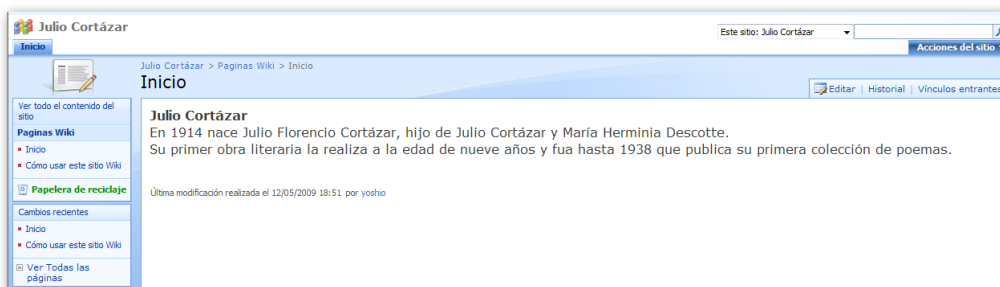 Julio Cortázar
Este sitio: Julio Cortázar
Inicio
Acciones del sitio
Julio Cortázar > Paginas Wiki > Inicio
Inicio
Editar | Historial | Vínculos entrantes
Ver todo el contenido del
sitio
Paginas Wiki
Inicio
Cómo usar este sitio Wiki
Papelera de reciclaje
Cambios recientes
Inicio
Cómo usar este sitio Wiki
Ver Todas las
páginas
Julio Cortázar
En 1914 nace Julio Florencio Cortázar, hijo de Julio Cortázar y María Herminia Descotte.
Su primer obra literaria la realiza a la edad de nueve años y fua hasta 1938 que publica su primera colección de poemas.
Última modificación realizada el 12/05/2009 18:51 por yoshio